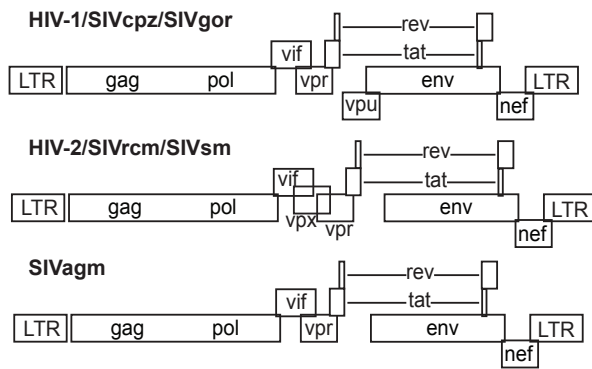 HIV-1/SIVcpz/SIVgor
rev
vif
tat
LTR gag pol vpr env LTR
vpu nef
HIV-2/SIVrcm/SIVsm
rev
vif tat
LTR gag pol env LTR
vpx vpr nef
SIVagm
rev
vif tat
LTR gag pol vpr env LTR
nef